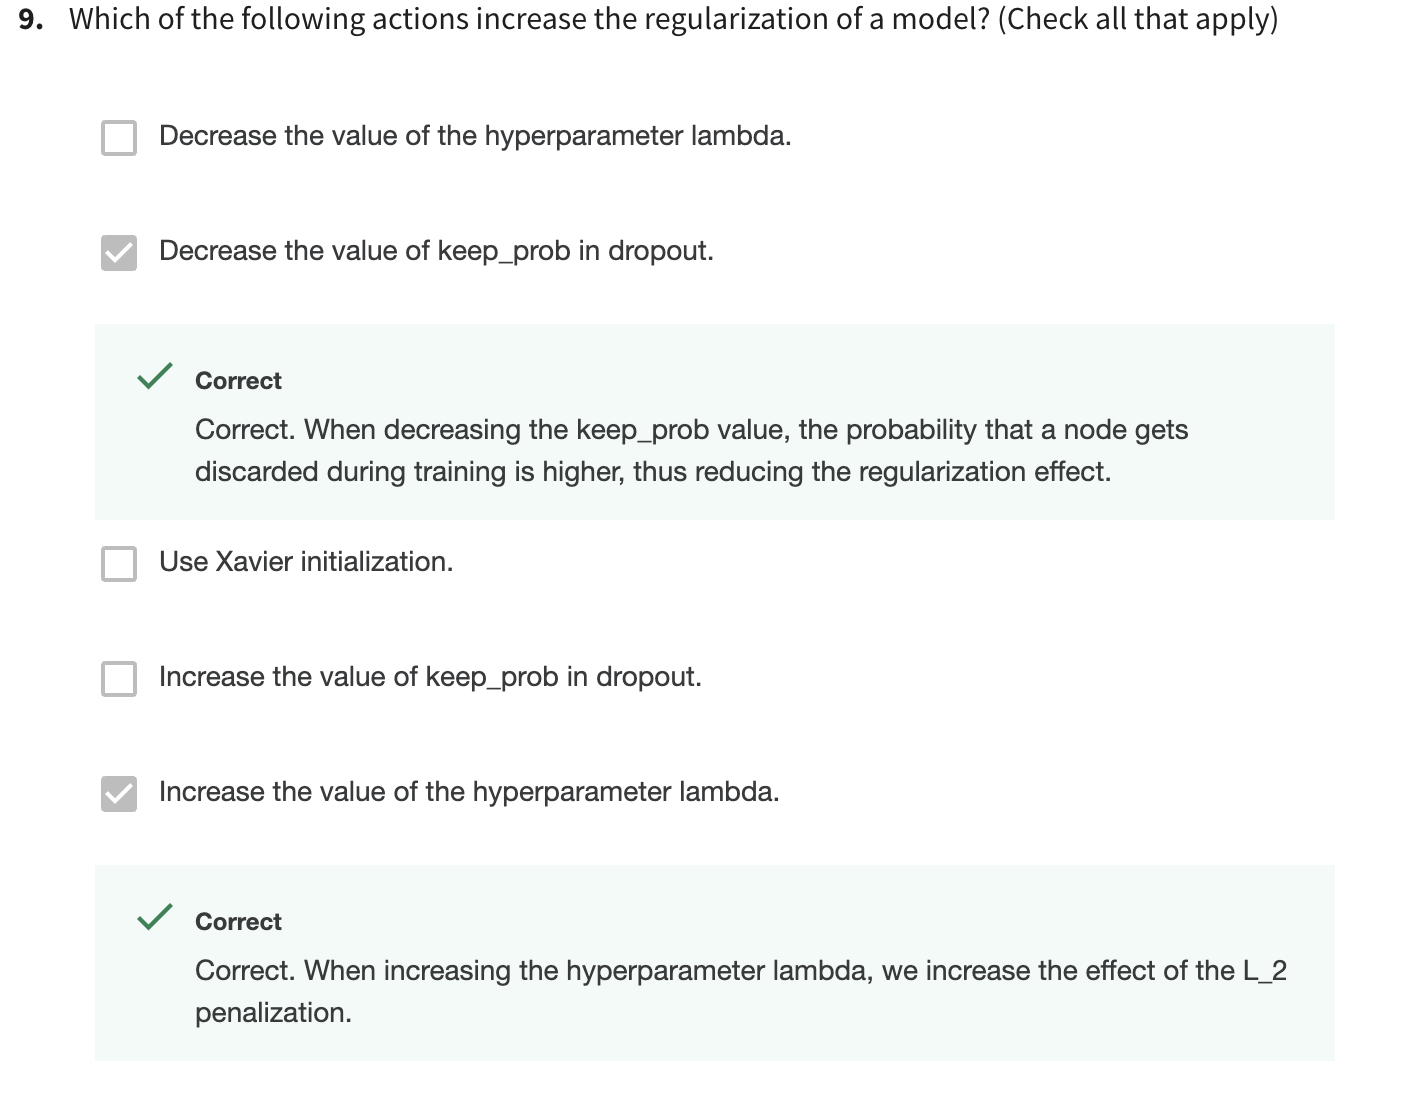 9. Which of the following actions increase the regularization of a model? (Check all that apply)
Decrease the value of the hyperparameter lambda.
Decrease the value of keep_prob in dropout.
Correct
Correct. When decreasing the keep_prob value, the probability that a node gets
discarded during training is higher, thus reducing the regularization effect.
Use Xavier initialization.
Increase the value of keep_prob in dropout.
Increase the value of the hyperparameter lambda.
Correct
Correct. When increasing the hyperparameter lambda, we increase the effect of the L_2
penalization.